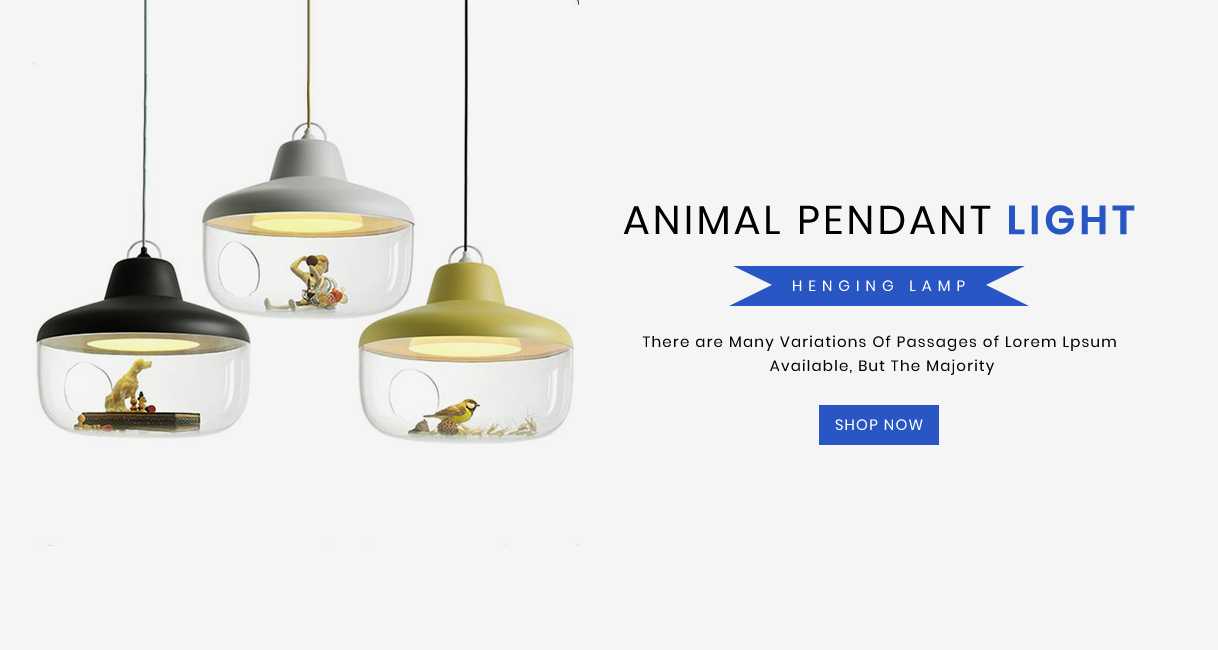 ANIMAL PENDANT LIGHT
HENGING LAMP
There are Many Variations Of Passages of Lorem Lpsum
Available, But The Majority
SHOP NOW